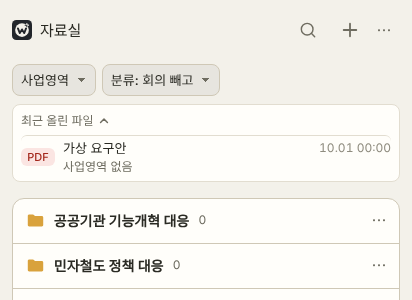 자료실
사업영역
분류: 회의 빼고
최근 올린 파일
PDF
가상 요구안
10.01 00:00
사업영역 없음
공공기관 기능개혁 대응 0
민자철도 정책 대응 0